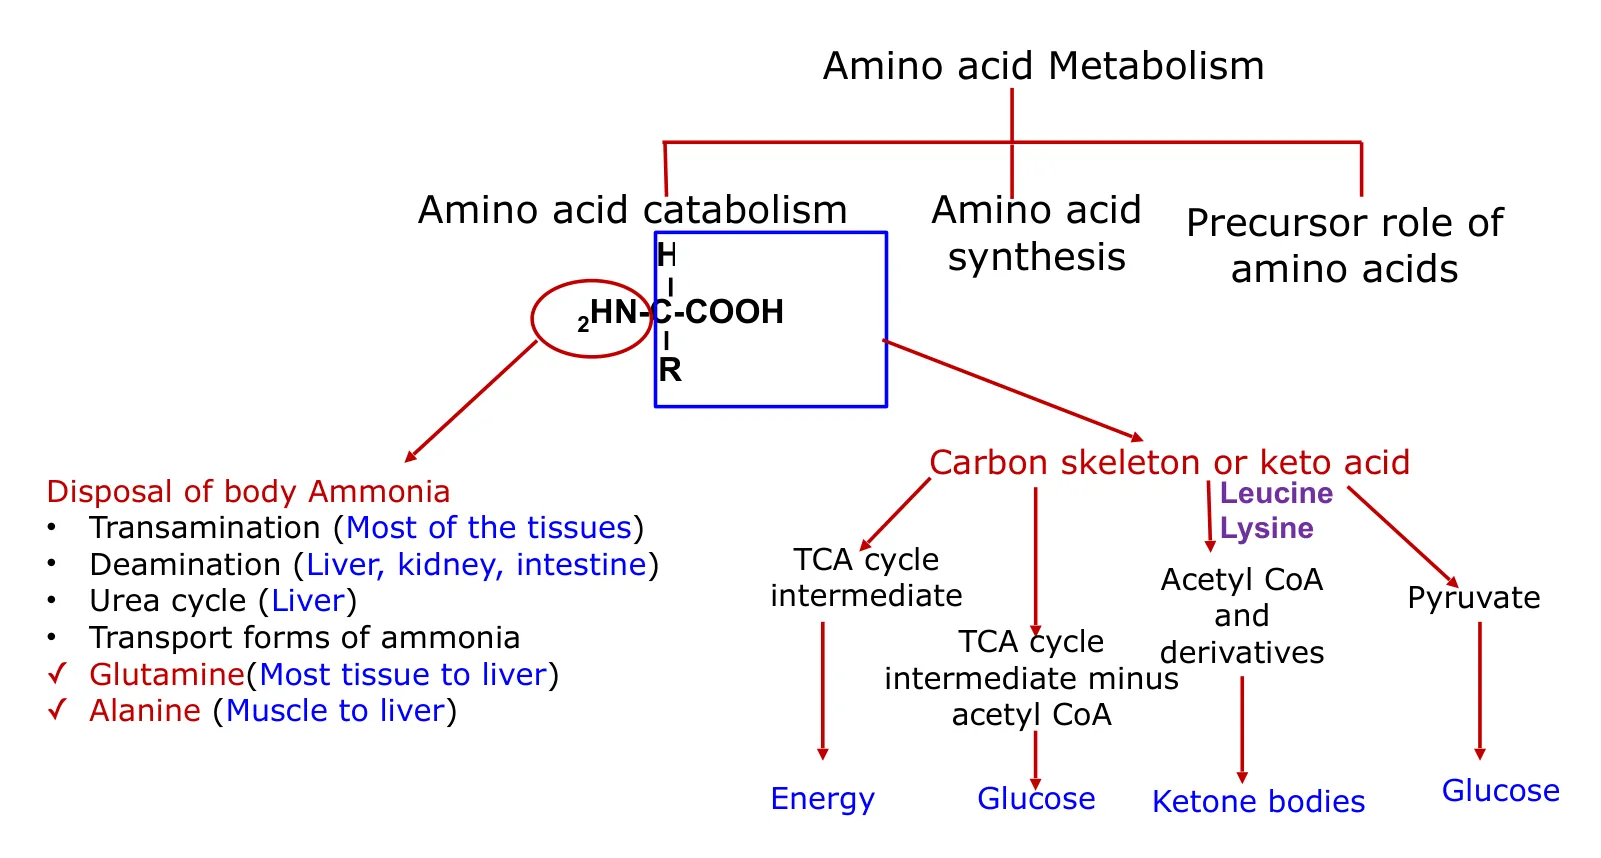 Amino acid Metabolism
Amino acid catabolism
Amino acid
synthesis
Precursor role of
amino acids
H
2HN-C-COOH
R
Disposal of body Ammonia
• Transamination (Most of the tissues)
• Deamination (Liver, kidney, intestine)
• Urea cycle (Liver)
• Transport forms of ammonia
✓ Glutamine(Most tissue to liver)
✓ Alanine (Muscle to liver)
Carbon skeleton or keto acid
Leucine
Lysine
TCA cycle
intermediate
TCA cycle
intermediate minus
acetyl CoA
Acetyl CoA
and
derivatives
Pyruvate
Energy
Glucose
Ketone bodies
Glucose